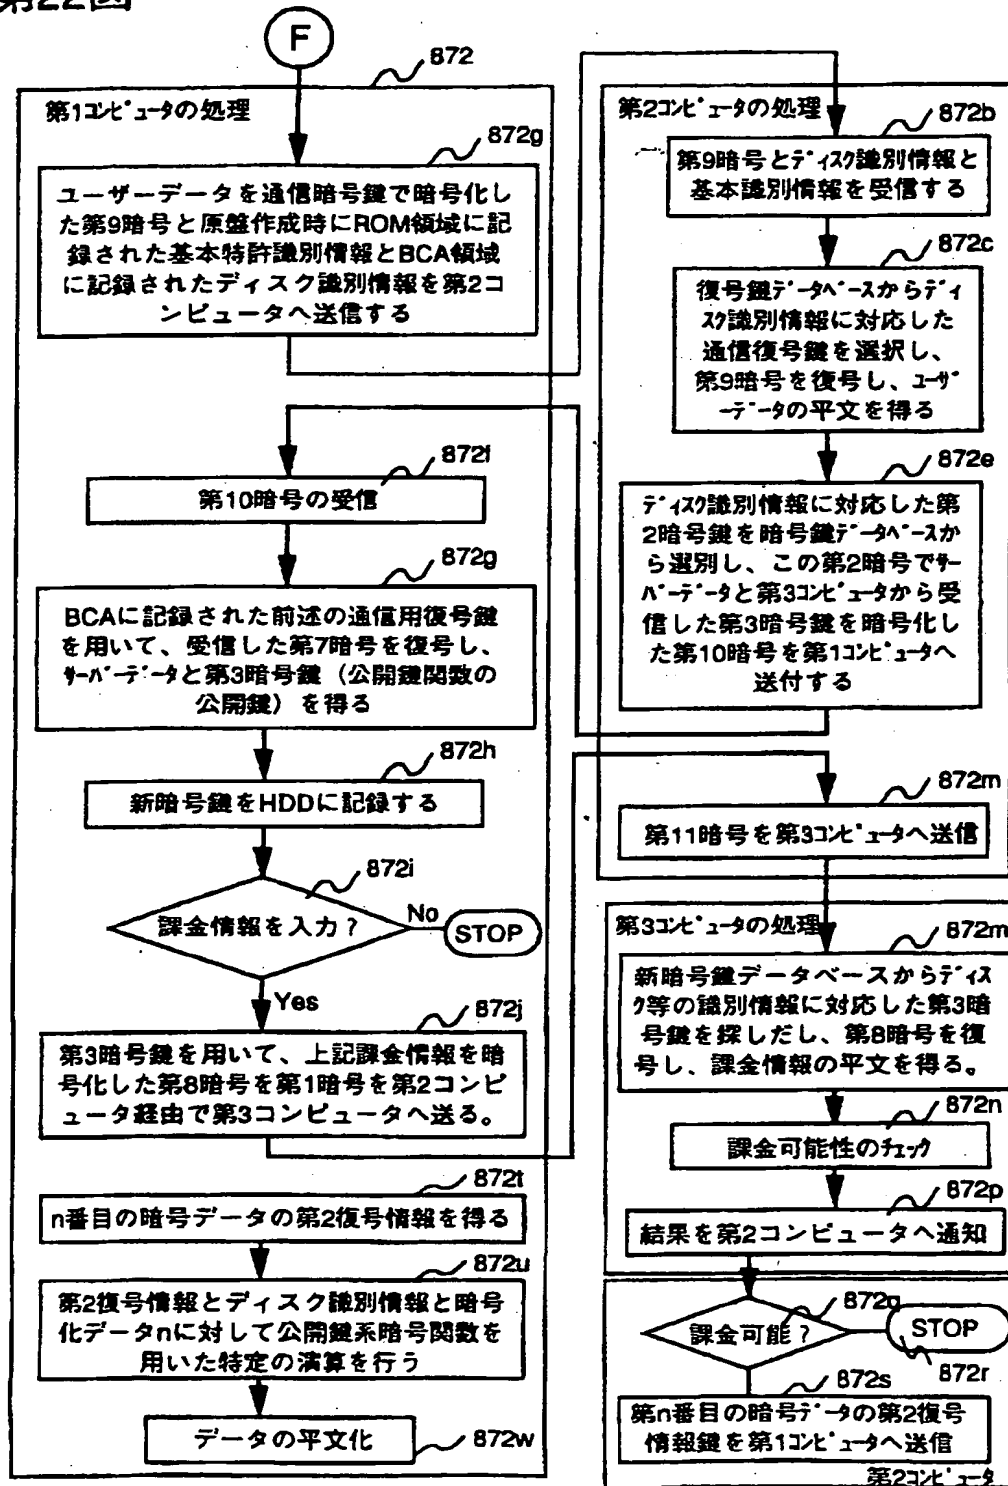 第22図
F
872
第1ｺﾝﾋﾟｭｰﾀの処理
872g
ユーザーデータを通信暗号鍵で暗号化し
た第9暗号と原盤作成時にROM領域に記
録された基本特許識別情報とBCA領域
に記録されたディスク識別情報を第2コ
ンピュータへ送信する
872f
第10暗号の受信
872g
BCAに記録された前述の通信用復号鍵
を用いて、受信した第7暗号を復号し、
ｻｰﾊﾞｰﾃﾞｰﾀと第3暗号鍵（公開鍵関数の
公開鍵）を得る
872h
新暗号鍵をHDDに記録する
872i
課金情報を入力？
No
STOP
Yes
872j
第3暗号鍵を用いて、上記課金情報を暗
号化した第8暗号を第1暗号を第2コンピ
ュータ経由で第3コンピュータへ送る。
872t
n番目の暗号データの第2復号情報を得る
872u
第2復号情報とディスク識別情報と暗号
化データnに対して公開鍵系暗号関数を
用いた特定の演算を行う
データの平文化
872w
第2ｺﾝﾋﾟｭｰﾀの処理
872b
第9暗号とﾃﾞｨｽｸ識別情報と
基本識別情報を受信する
872c
復号鍵ﾃﾞｰﾀﾍﾞｰｽからﾃﾞｨ
ｽｸ識別情報に対応した
通信復号鍵を選択し、
第9暗号を復号し、ﾕｰｻﾞ
ｰﾃﾞｰﾀの平文を得る
872e
ﾃﾞｨｽｸ識別情報に対応した第
2暗号鍵を暗号鍵ﾃﾞｰﾀﾍﾞｰｽか
ら選別し、この第2暗号でｻｰ
ﾊﾞｰﾃﾞｰﾀと第3ｺﾝﾋﾟｭｰﾀから受
信した第3暗号鍵を暗号化し
た第10暗号を第1ｺﾝﾋﾟｭｰﾀへ
送付する
872m
第11暗号を第3ｺﾝﾋﾟｭｰﾀへ送信
第3ｺﾝﾋﾟｭｰﾀの処理
872m
新暗号鍵データベースからﾃﾞｨｽ
ｸ等の識別情報に対応した第3暗
号鍵を探しだし、第8暗号を復
号し、課金情報の平文を得る。
872n
課金可能性のﾁｪｯｸ
872p
結果を第2コンピュータへ通知
872q
課金可能？
STOP
872r
872s
第n番目の暗号ﾃﾞｰﾀの第2復号
情報鍵を第1ｺﾝﾋﾟｭｰﾀへ送信
第2ｺﾝﾋﾟｭｰﾀ